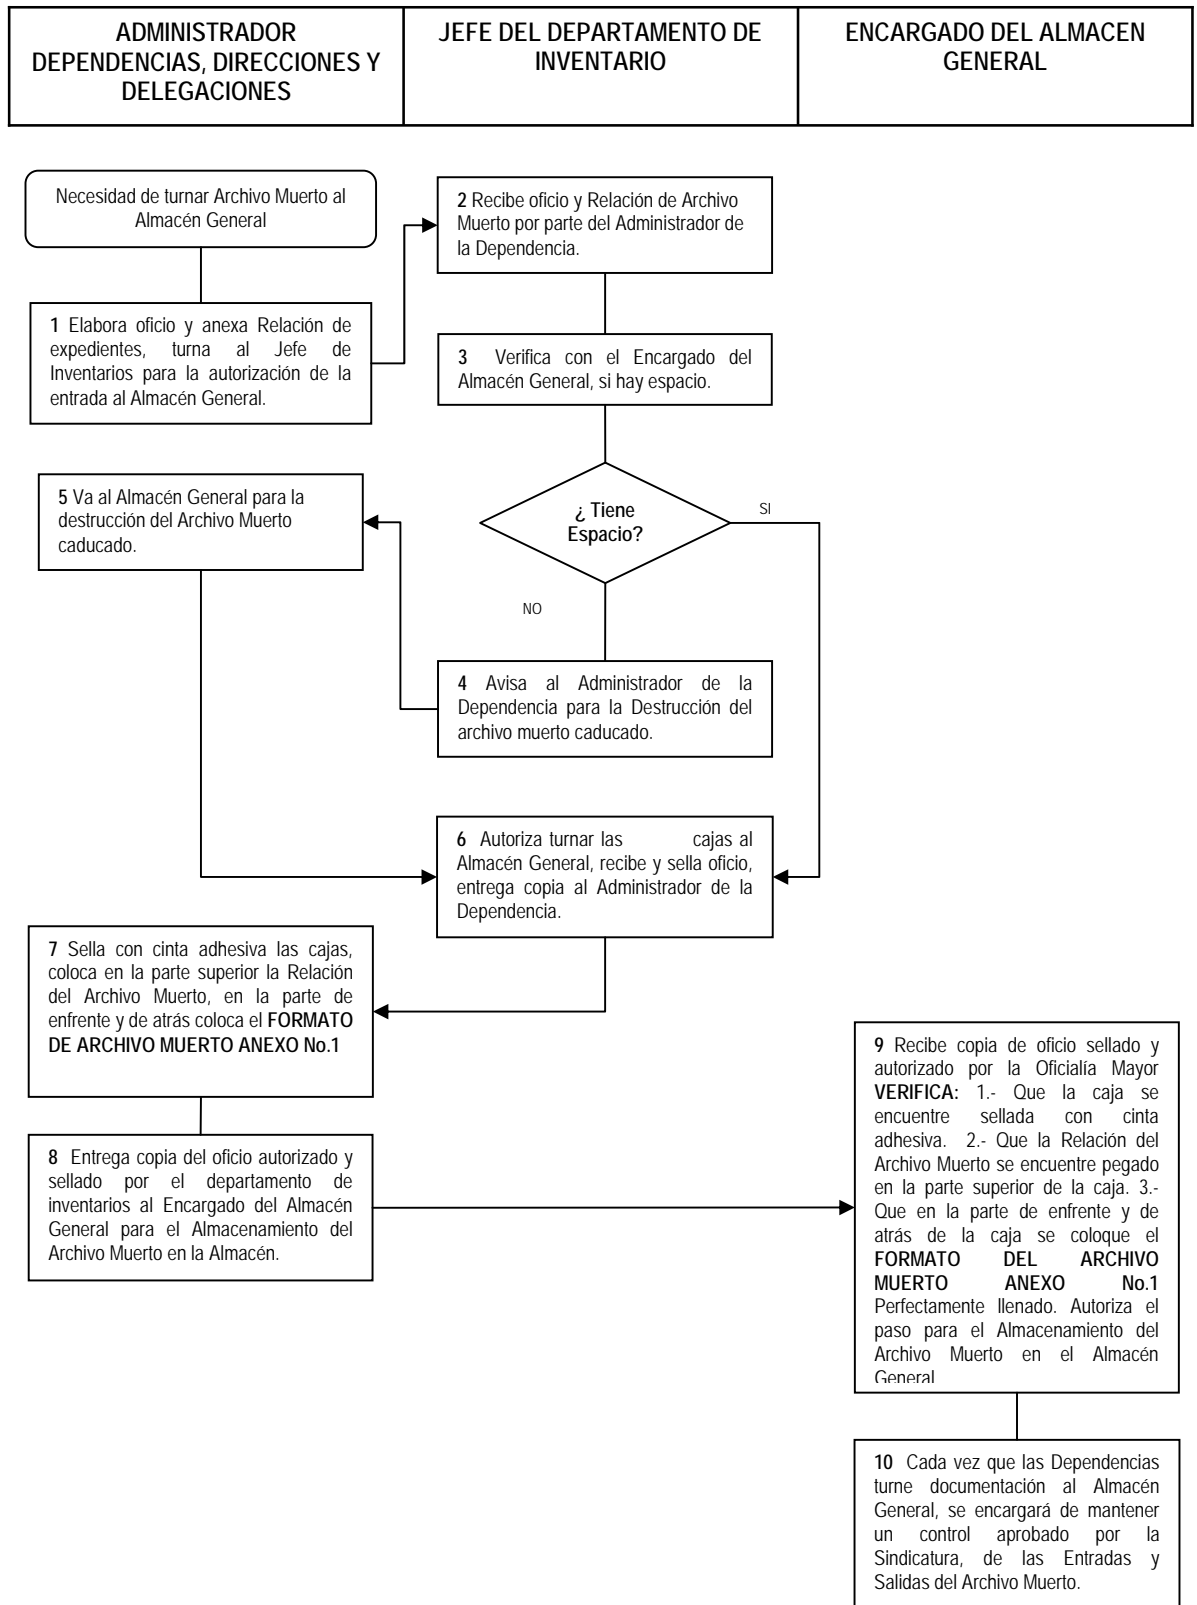 ADMINISTRADOR
DEPENDENCIAS, DIRECCIONES Y
DELEGACIONES
JEFE DEL DEPARTAMENTO DE
INVENTARIO
ENCARGADO DEL ALMACEN
GENERAL
Necesidad de turnar Archivo Muerto al
Almacén General
1 Elabora oficio y anexa Relación de
expedientes, turna al Jefe de
Inventarios para la autorización de la
entrada al Almacén General.
2 Recibe oficio y Relación de Archivo
Muerto por parte del Administrador de
la Dependencia.
3 Verifica con el Encargado del
Almacén General, si hay espacio.
¿ Tiene
Espacio?
SI
NO
5 Va al Almacén General para la
destrucción del Archivo Muerto
caducado.
4 Avisa al Administrador de la
Dependencia para la Destrucción del
archivo muerto caducado.
6 Autoriza turnar las cajas al
Almacén General, recibe y sella oficio,
entrega copia al Administrador de la
Dependencia.
7 Sella con cinta adhesiva las cajas,
coloca en la parte superior la Relación
del Archivo Muerto, en la parte de
enfrente y de atrás coloca el FORMATO
DE ARCHIVO MUERTO ANEXO No.1
8 Entrega copia del oficio autorizado y
sellado por el departamento de
inventarios al Encargado del Almacén
General para el Almacenamiento del
Archivo Muerto en la Almacén.
9 Recibe copia de oficio sellado y
autorizado por la Oficialía Mayor
VERIFICA: 1.- Que la caja se
encuentre sellada con cinta
adhesiva. 2.- Que la Relación del
Archivo Muerto se encuentre pegado
en la parte superior de la caja. 3.-
Que en la parte de enfrente y de
atrás de la caja se coloque el
FORMATO DEL ARCHIVO
MUERTO ANEXO No.1
Perfectamente llenado. Autoriza el
paso para el Almacenamiento del
Archivo Muerto en el Almacén
General
10 Cada vez que las Dependencias
turne documentación al Almacén
General, se encargará de mantener
un control aprobado por la
Sindicatura, de las Entradas y
Salidas del Archivo Muerto.